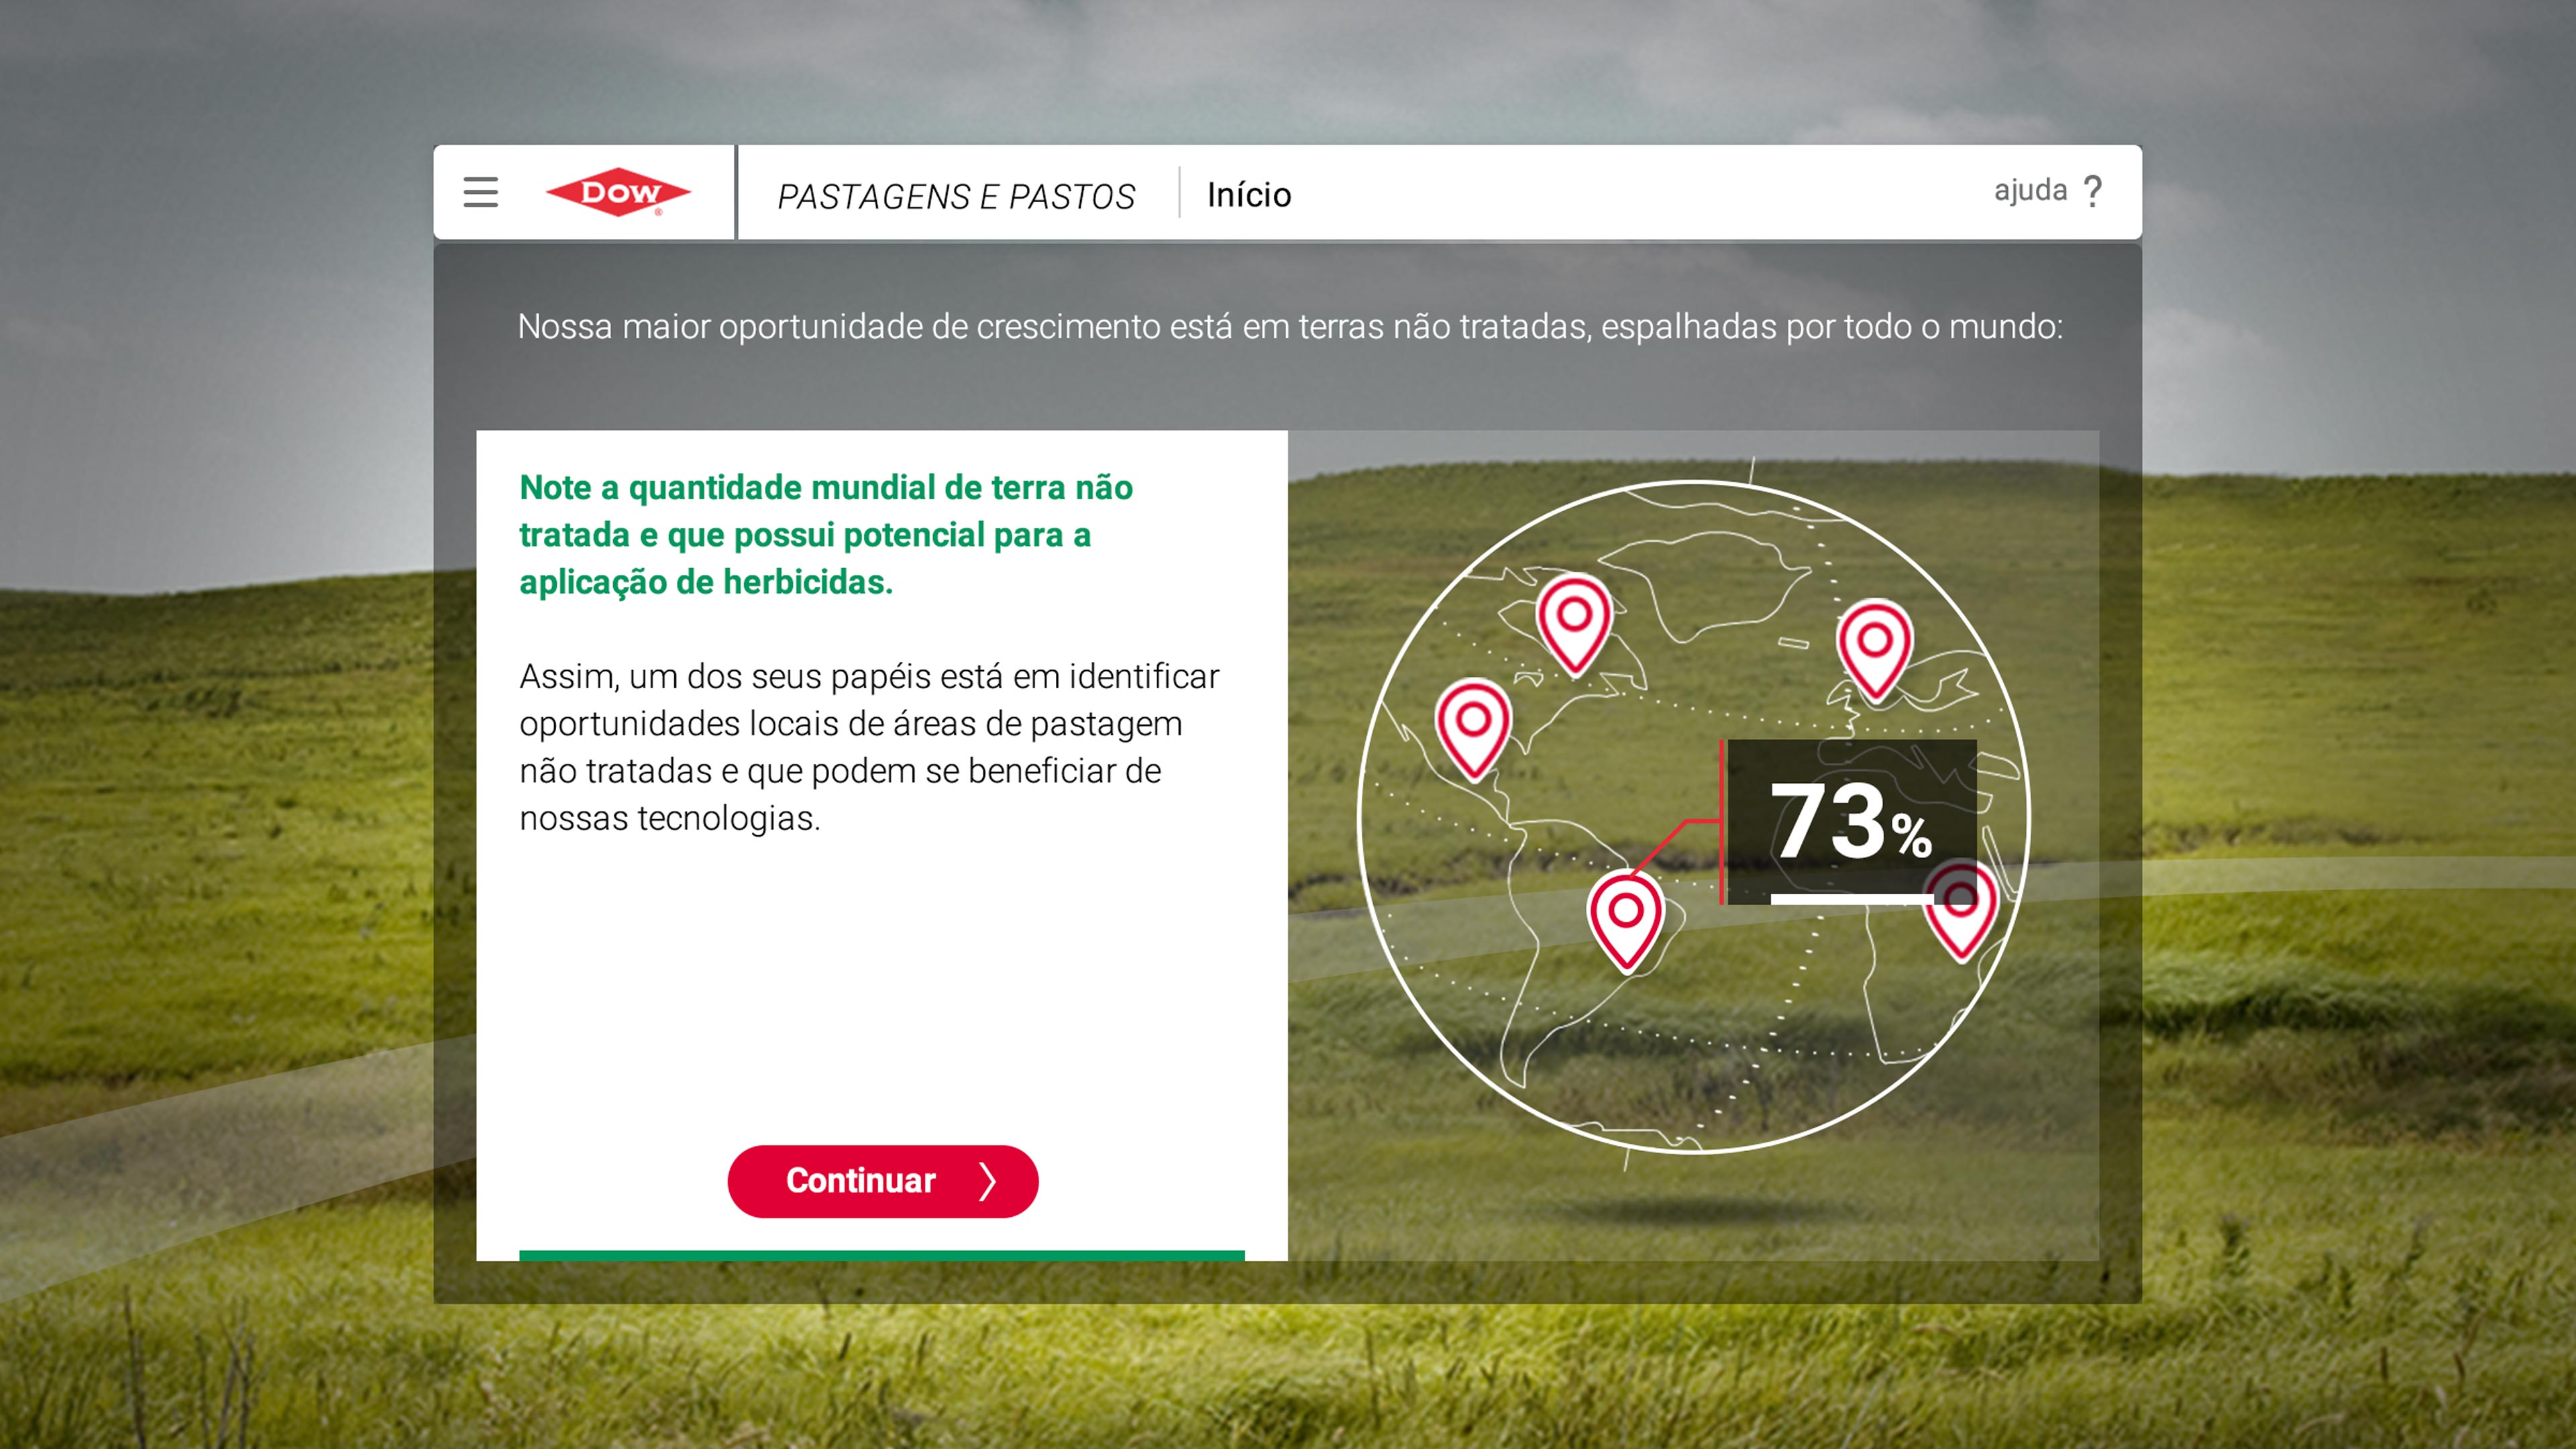 DOW
®
PASTAGENS E PASTOS
Início
ajuda ?
Nossa maior oportunidade de crescimento está em terras não tratadas, espalhadas por todo o mundo:
Note a quantidade mundial de terra não
tratada e que possui potencial para a
aplicação de herbicidas.
Assim, um dos seus papéis está em identificar
oportunidades locais de áreas de pastagem
não tratadas e que podem se beneficiar de
nossas tecnologias.
73%
Continuar